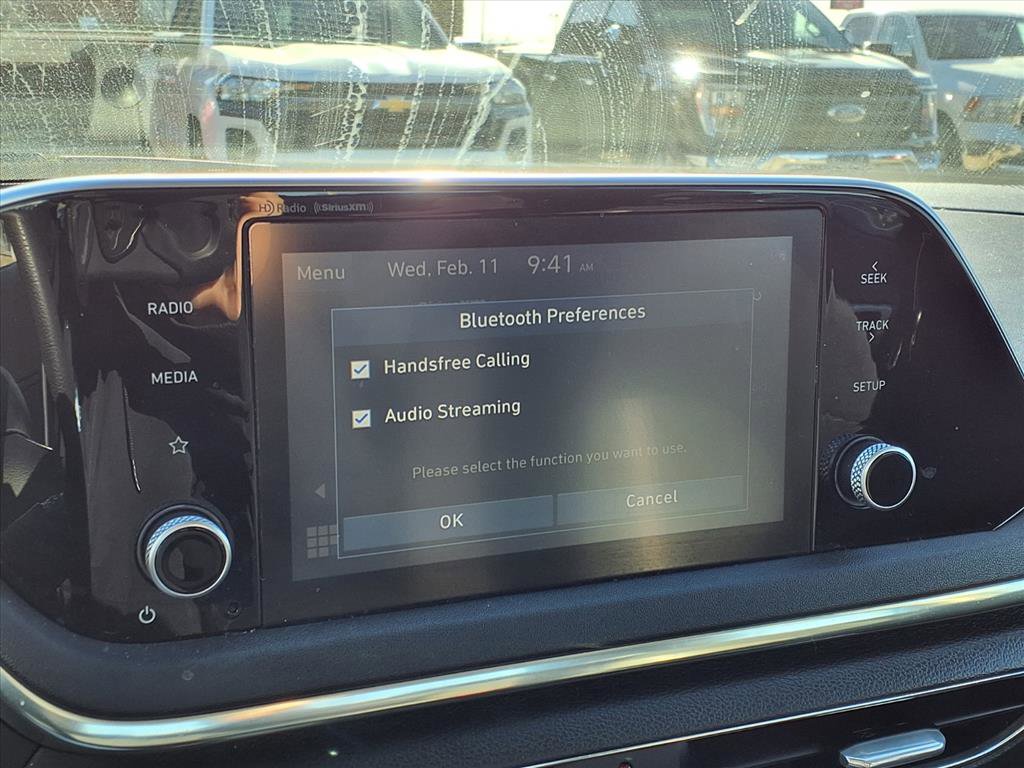 HD Radio ((SiriusXM))
Menu Wed, Feb. 11 9:41 AM
Bluetooth Preferences
Handsfree Calling
Audio Streaming
Please select the function you want to use.
OK Cancel
RADIO
MEDIA
SEEK
TRACK
SETUP